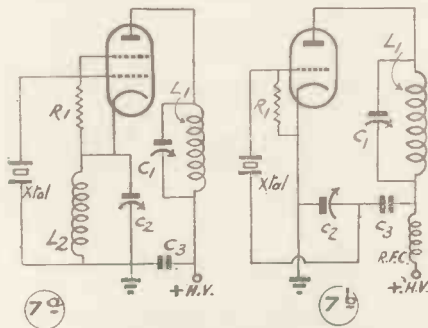 R1
L1
C1
Xtal
L2
C2
C3
+H.V.
7a
R1
L1
C1
Xtal
C2
C3
R.F.C.
+H.V.
7b